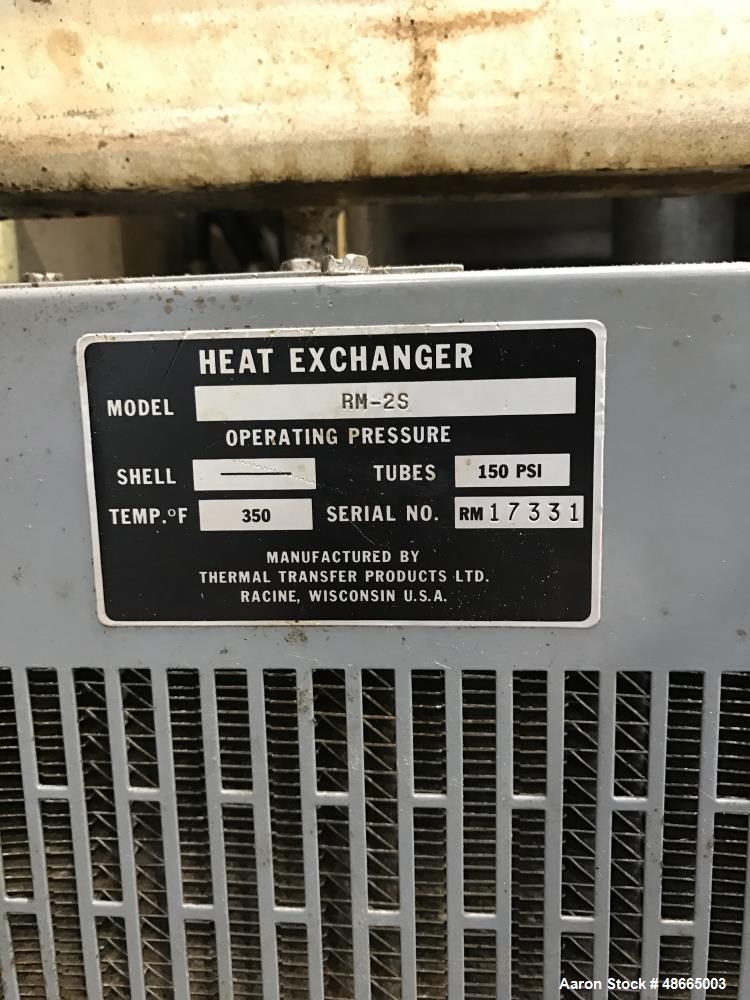 HEAT EXCHANGER
MODEL RM-2S
OPERATING PRESSURE
SHELL — TUBES 150 PSI
TEMP.°F 350 SERIAL NO. RM 17331
MANUFACTURED BY
THERMAL TRANSFER PRODUCTS LTD.
RACINE, WISCONSIN U.S.A.
Aaron Stock # 48665003